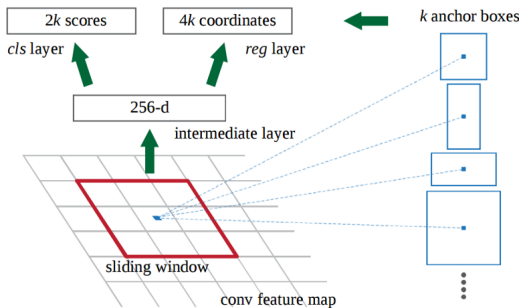 2k scores
4k coordinates
k anchor boxes
cls layer
reg layer
256-d
intermediate layer
sliding window
conv feature map